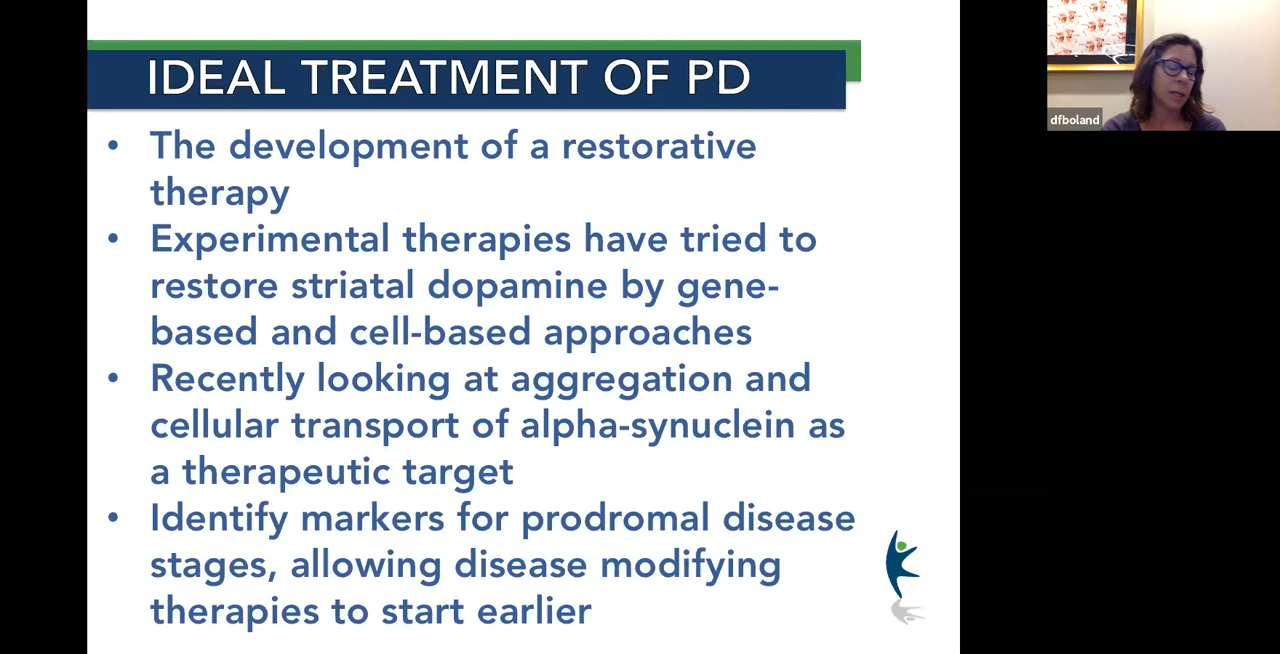 IDEAL TREATMENT OF PD
• The development of a restorative
therapy
• Experimental therapies have tried to
restore striatal dopamine by gene-
based and cell-based approaches
• Recently looking at aggregation and
cellular transport of alpha-synuclein as
a therapeutic target
• Identify markers for prodromal disease
stages, allowing disease modifying
therapies to start earlier
dfboland